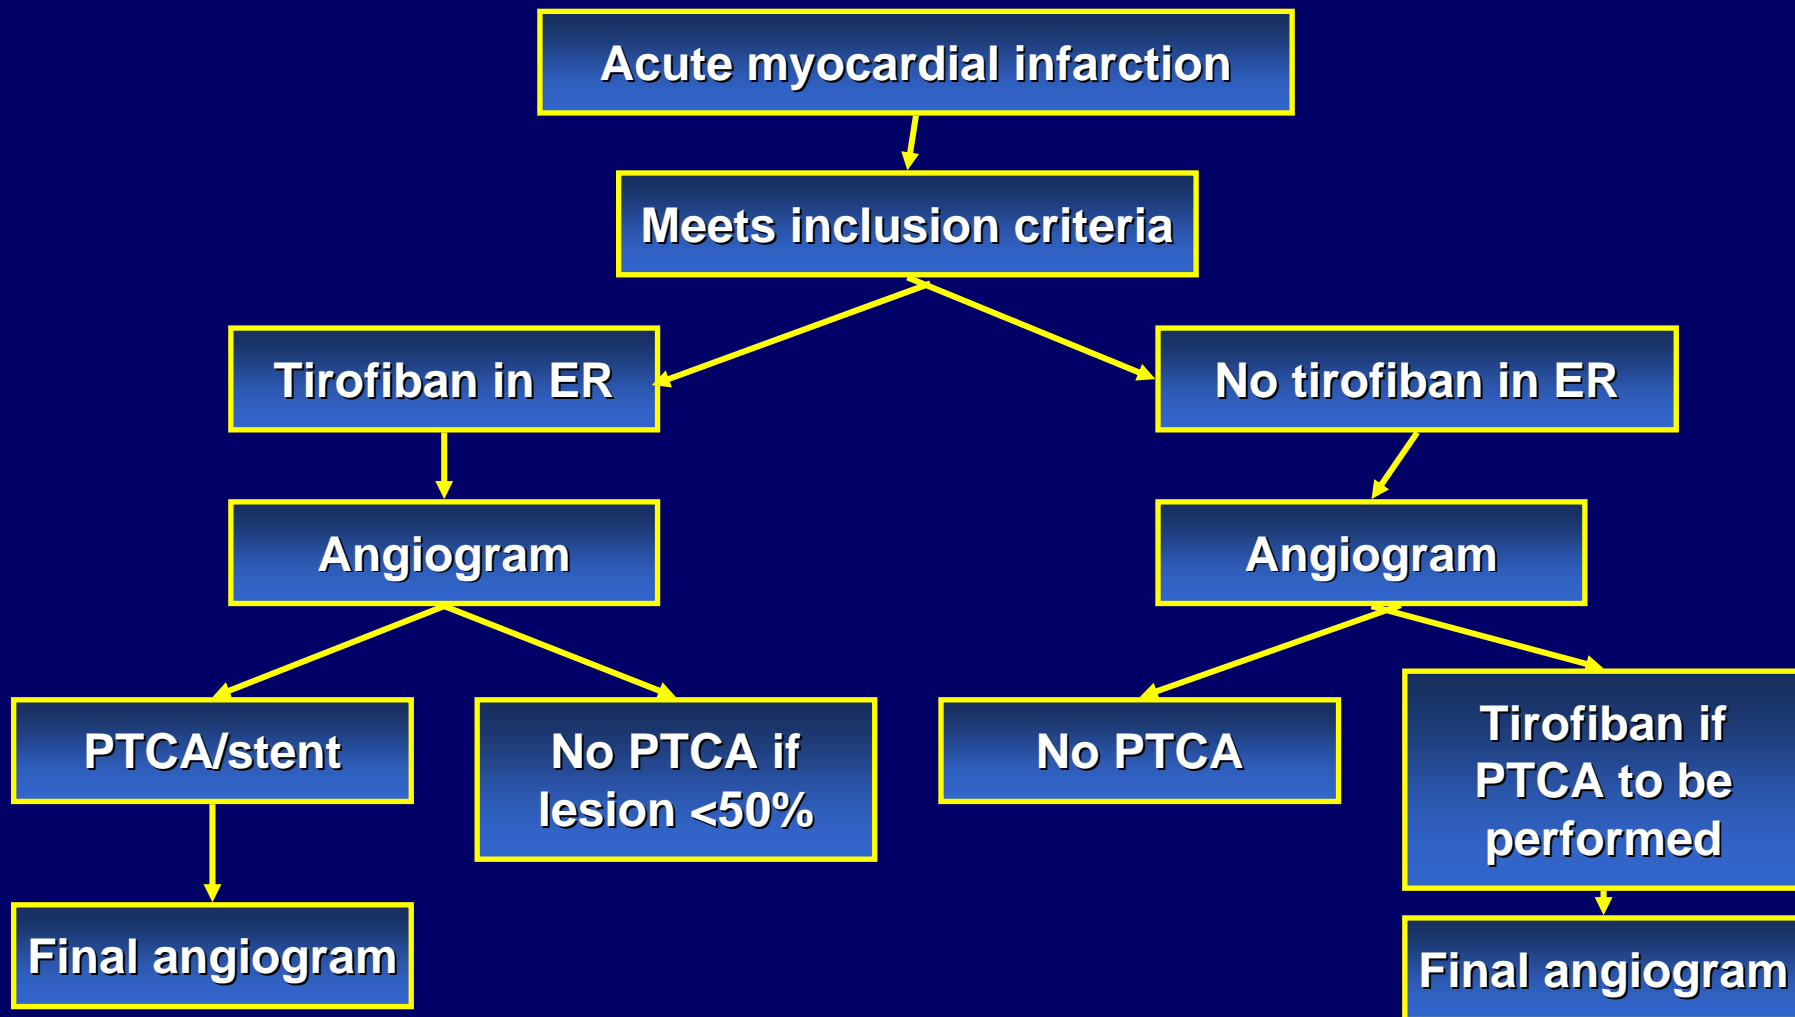 Acute myocardial infarction
Meets inclusion criteria
Tirofiban in ER
No tirofiban in ER
Angiogram
Angiogram
PTCA/stent
No PTCA if
lesion <50%
No PTCA
Tirofiban if
PTCA to be
performed
Final angiogram
Final angiogram